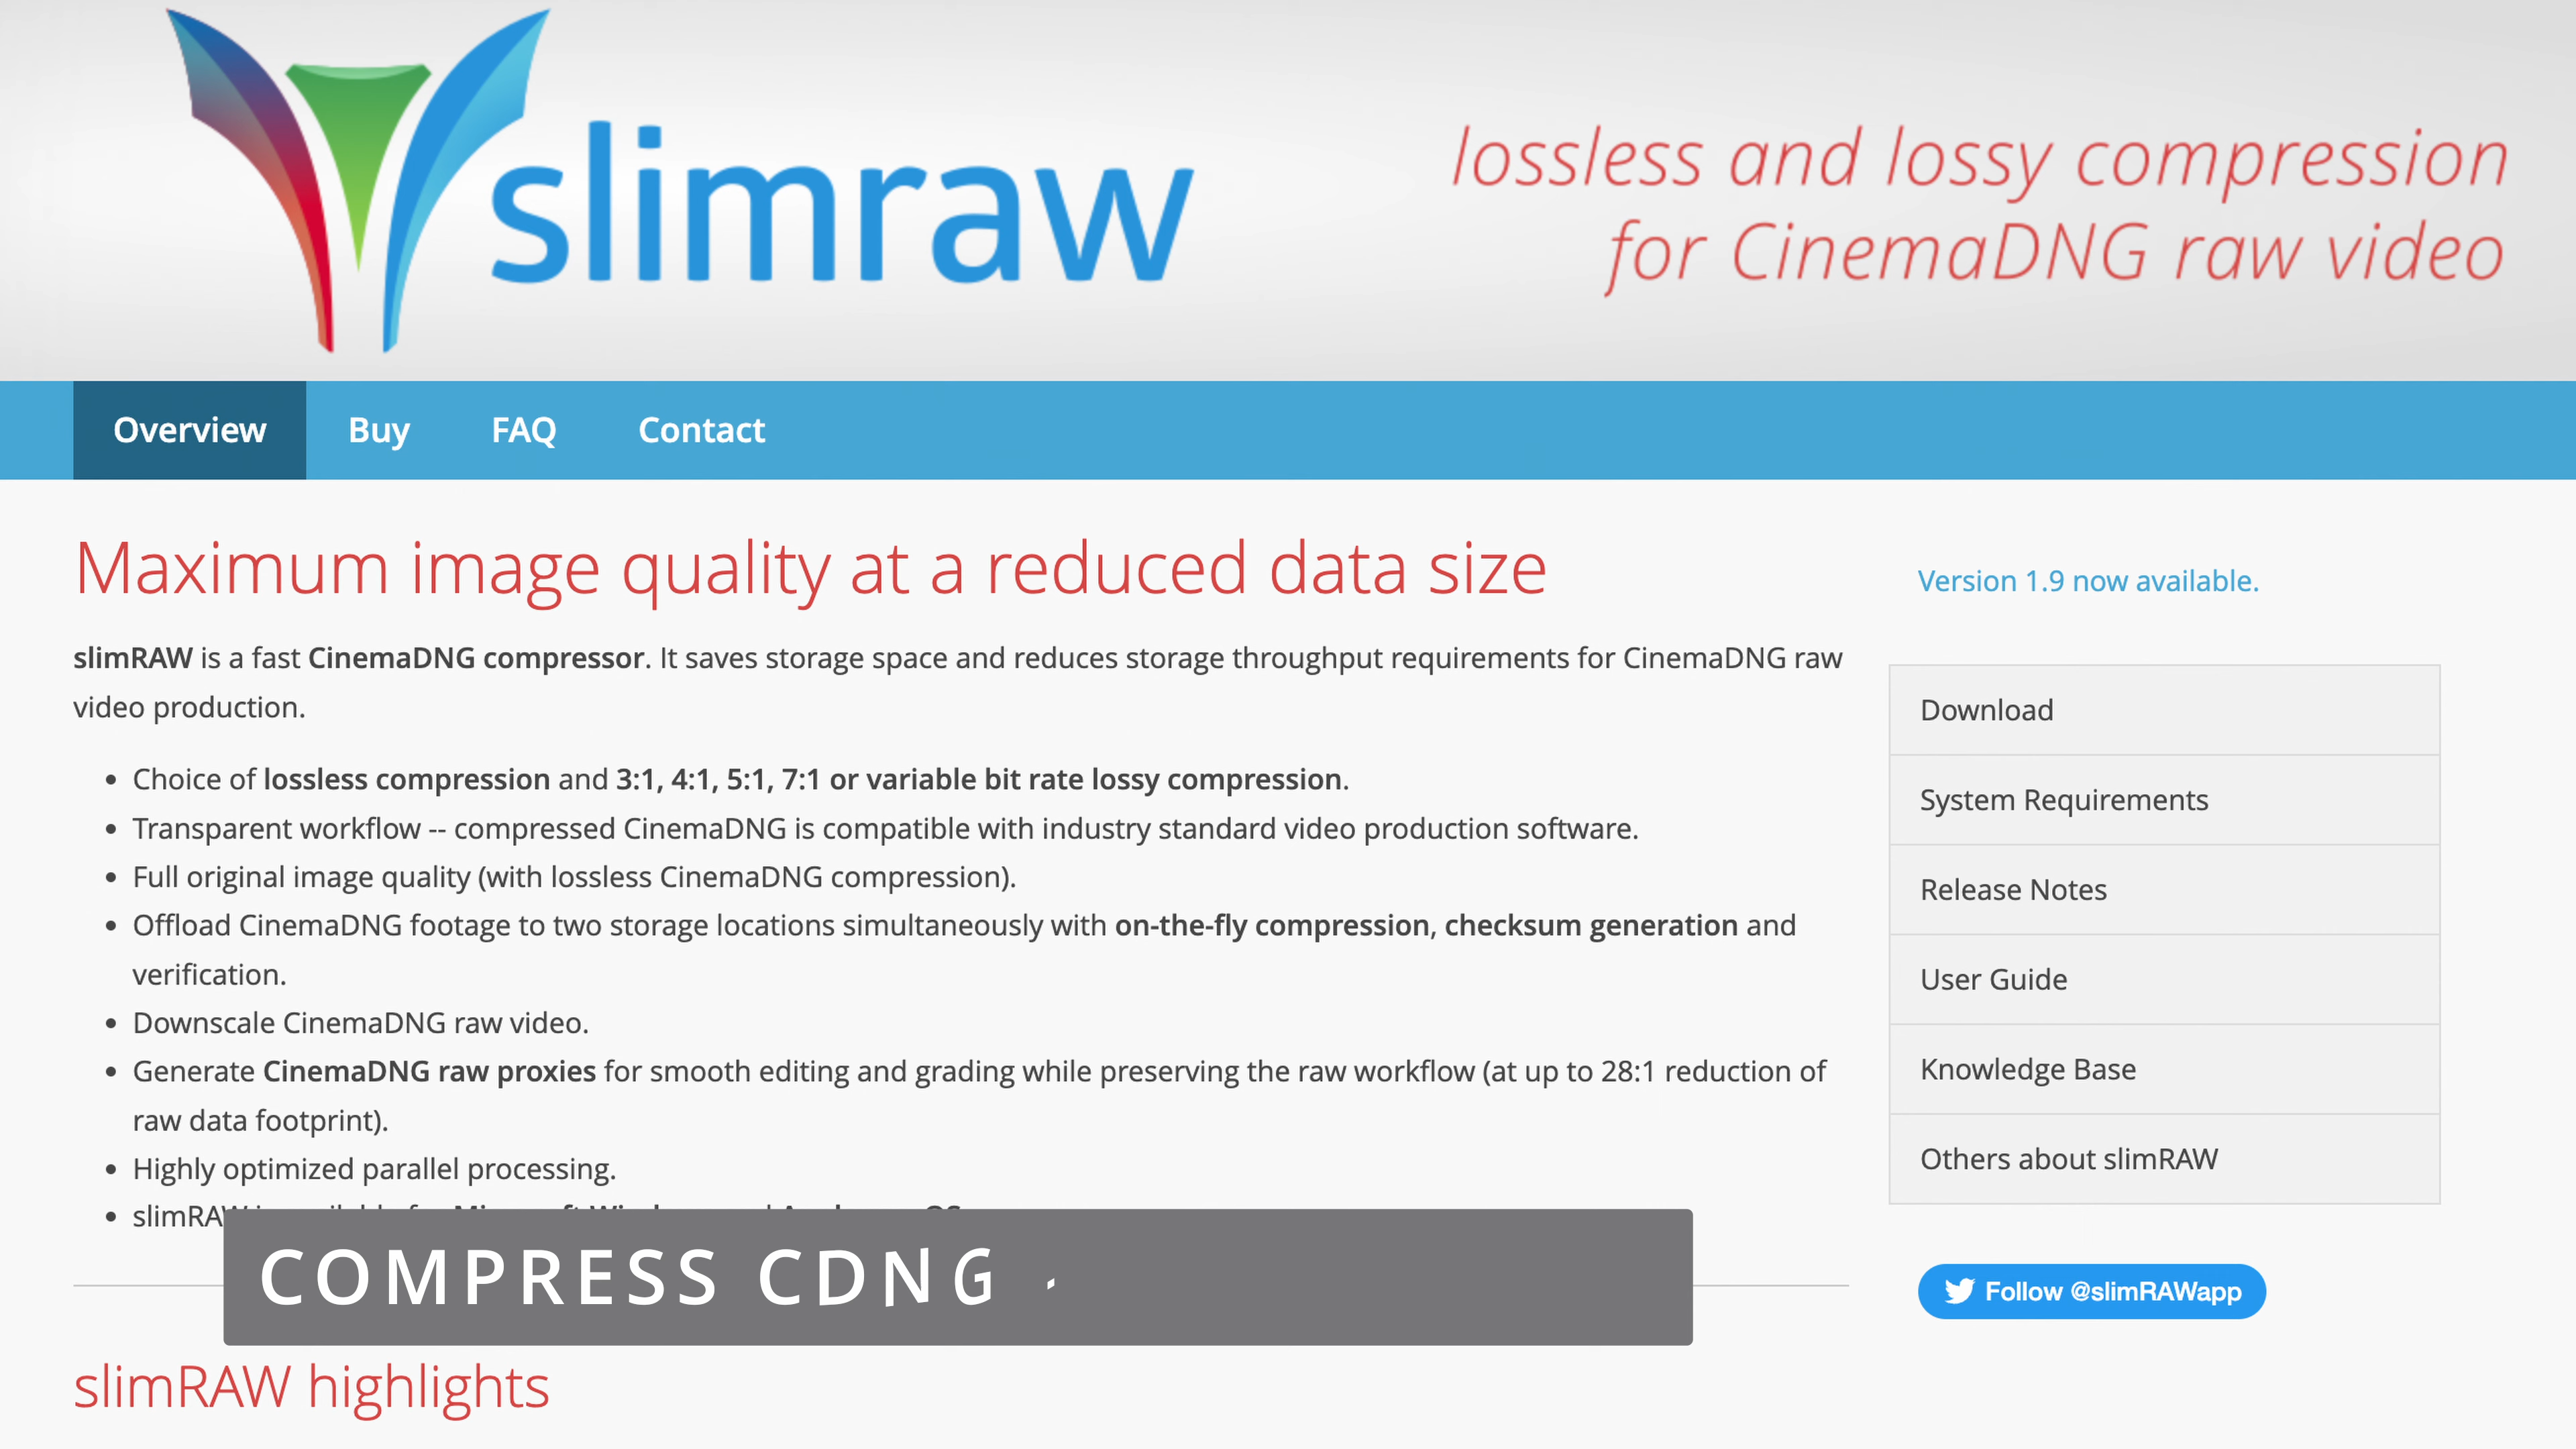 slimraw
lossless and lossy compression
for CinemaDNG raw video
Overview
Buy
FAQ
Contact
Maximum image quality at a reduced data size
slimRAW is a fast CinemaDNG compressor. It saves storage space and reduces storage throughput requirements for CinemaDNG raw
video production.
• Choice of lossless compression and 3:1, 4:1, 5:1, 7:1 or variable bit rate lossy compression.
• Transparent workflow -- compressed CinemaDNG is compatible with industry standard video production software.
• Full original image quality (with lossless CinemaDNG compression).
• Offload CinemaDNG footage to two storage locations simultaneously with on-the-fly compression, checksum generation and
verification.
• Downscale CinemaDNG raw video.
• Generate CinemaDNG raw proxies for smooth editing and grading while preserving the raw workflow (at up to 28:1 reduction of
raw data footprint).
• Highly optimized parallel processing.
• slimRAW
COMPRESS CDNG
slimRAW highlights
Version 1.9 now available.
Download
System Requirements
Release Notes
User Guide
Knowledge Base
Others about slimRAW
Follow @slimRAWapp